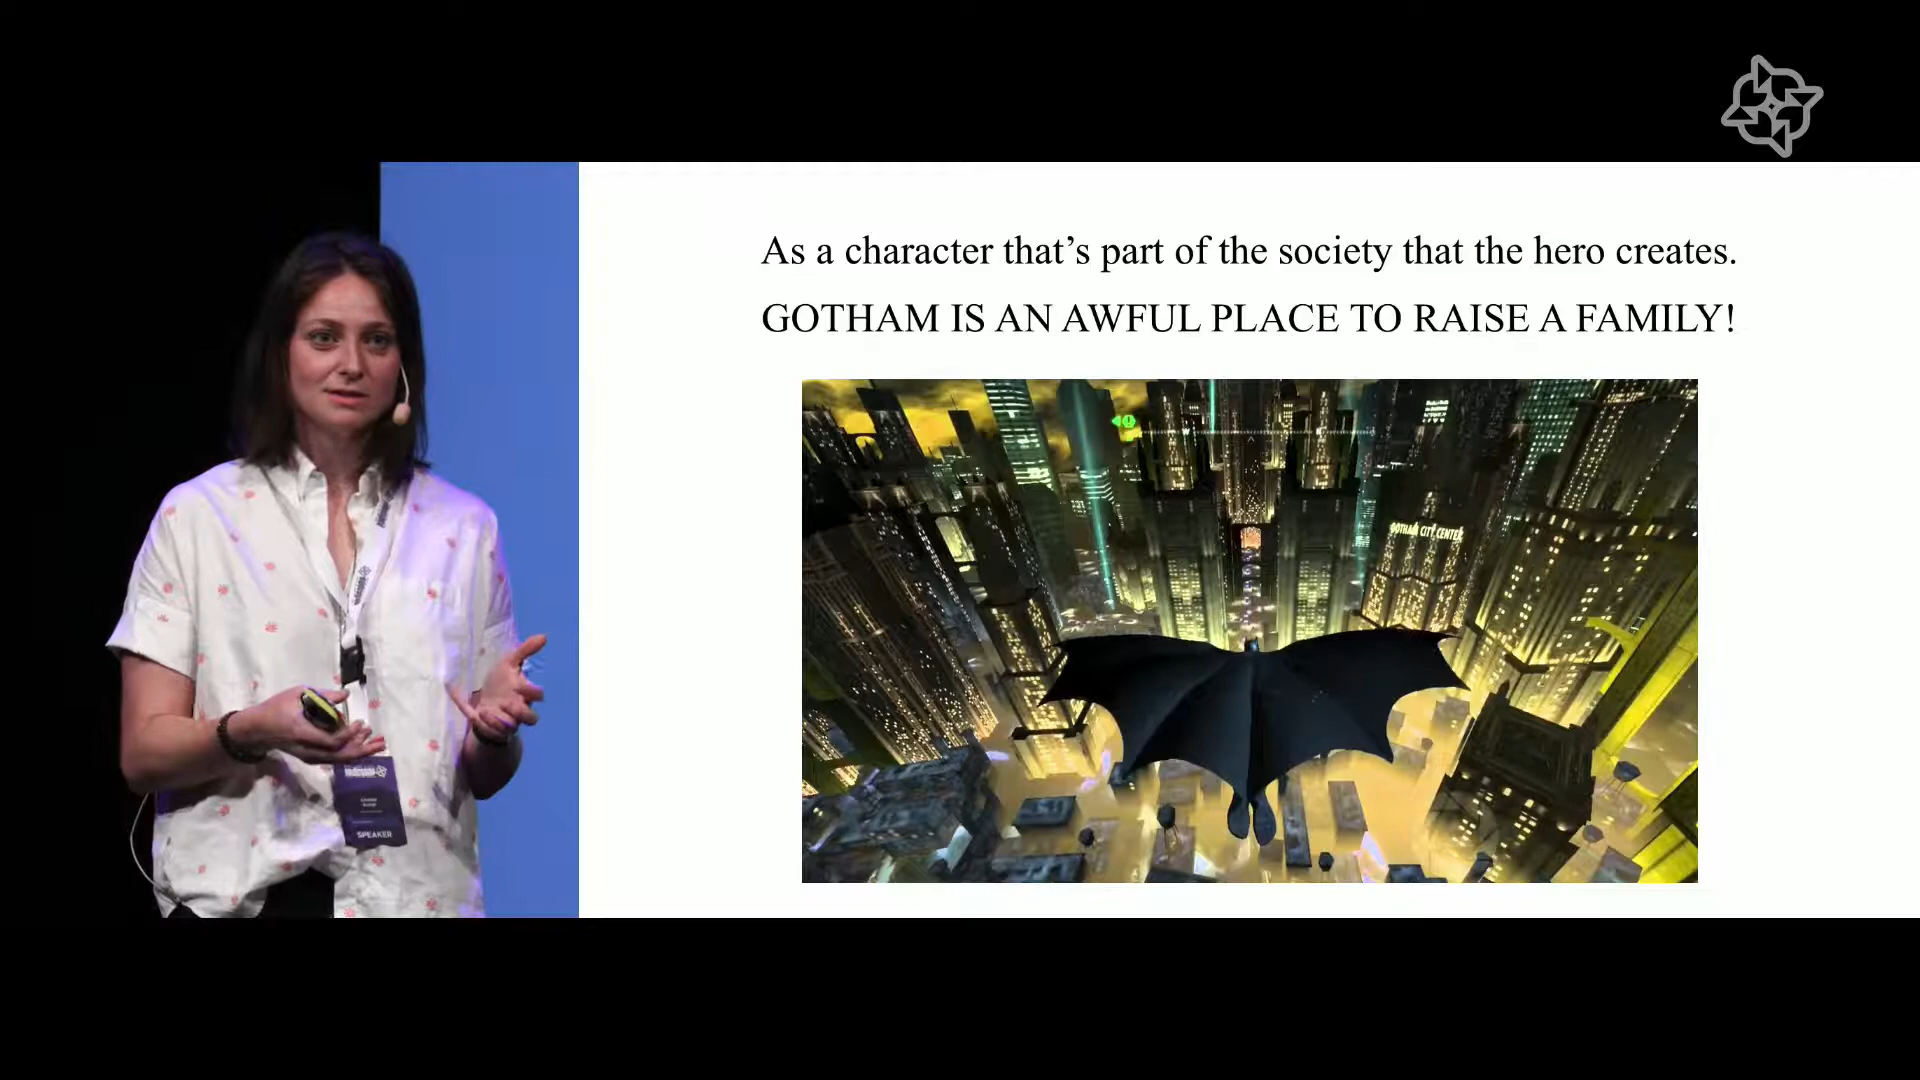 As a character that’s part of the society that the hero creates.
GOTHAM IS AN AWFUL PLACE TO RAISE A FAMILY!
GOTHAM CITY CENTER
SPEAKER